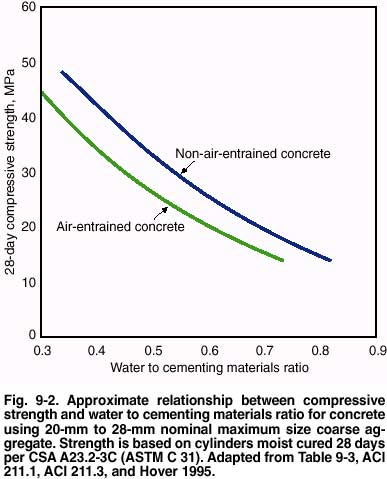 60
50
40
30
20
10
0
28-day compressive strength, MPa
Non-air-entrained concrete
Air-entrained concrete
0.3 0.4 0.5 0.6 0.7 0.8 0.9
Water to cementing materials ratio
Fig. 9-2. Approximate relationship between compressive
strength and water to cementing materials ratio for concrete
using 20-mm to 28-mm nominal maximum size coarse ag-
gregate. Strength is based on cylinders moist cured 28 days
per CSA A23.2-3C (ASTM C 31). Adapted from Table 9-3, ACI
211.1, ACI 211.3, and Hover 1995.